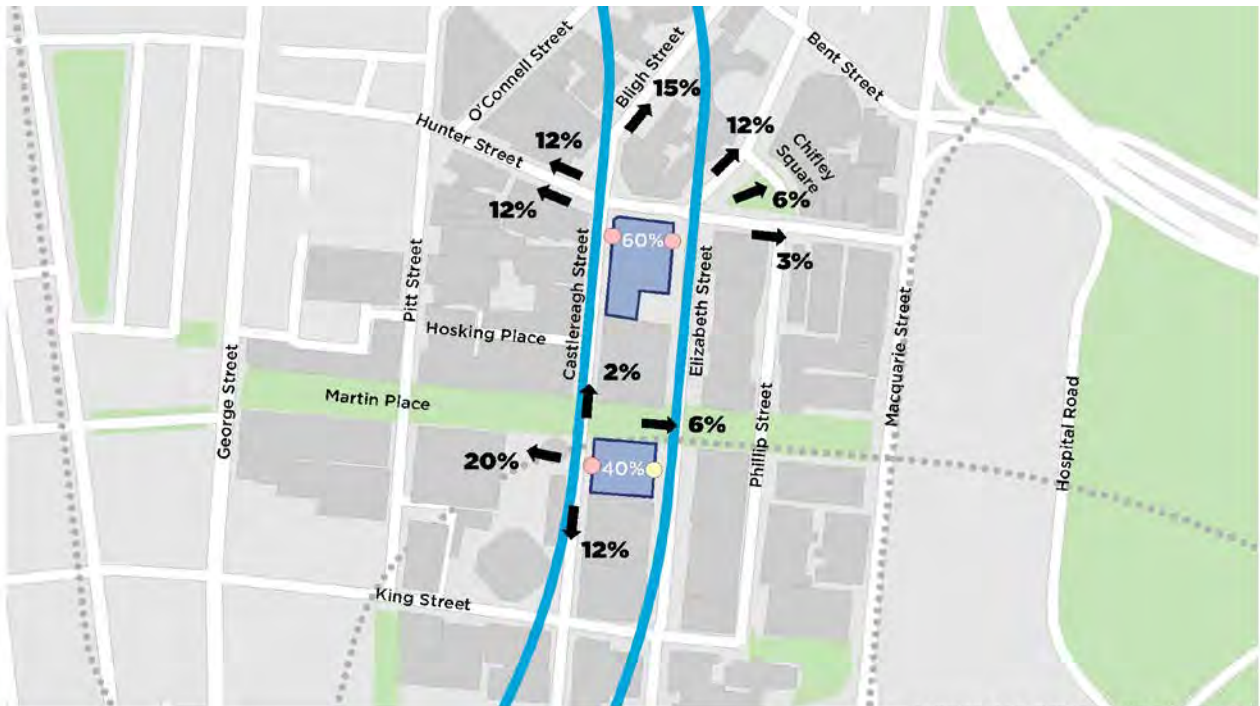 O'Connell Street
Bligh Street
Bent Street
15%
Hunter Street
12%
12%
Chifley
Square
12%
6%
60%
3%
Pitt Street
Castlereagh Street
Elizabeth Street
Hosking Place
Macquarie Street
George Street
2%
Martin Place
6%
Phillip Street
Hospital Road
20%
40%
12%
King Street